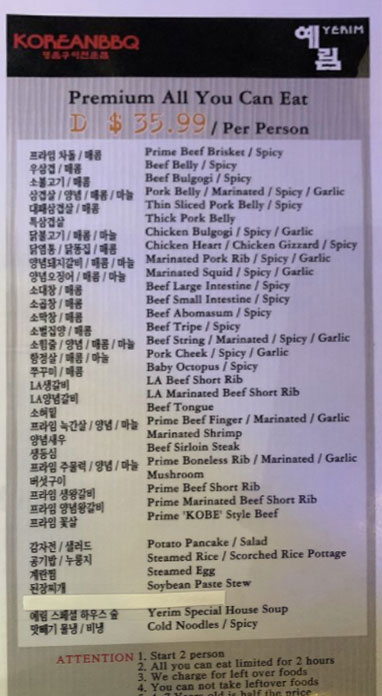 KOREANBBQ
YERIM
예림
Premium All You Can Eat
D $ 35.99 / Per Person
프라임 차돌 / 매콤 Prime Beef Brisket / Spicy
우삼겹 / 매콤 Beef Belly / Spicy
소불고기 / 매콤 Beef Bulgogi / Spicy
삼겹살 / 양념 / 매콤 / 마늘 Pork Belly / Marinated / Spicy / Garlic
대패삼겹살 / 매콤 Thin Sliced Pork Belly / Spicy
특삼겹살 Thick Pork Belly
닭불고기 / 매콤 / 마늘 Chicken Bulgogi / Spicy / Garlic
닭염통 / 닭똥집 / 매콤 Chicken Heart / Chicken Gizzard / Spicy
양념돼지갈비 / 매콤 / 마늘 Marinated Pork Rib / Spicy / Garlic
양념오징어 / 매콤 / 마늘 Marinated Squid / Spicy / Garlic
소대창 / 매콤 Beef Large Intestine / Spicy
소곱창 / 매콤 Beef Small Intestine / Spicy
소막창 / 매콤 Beef Abomasum / Spicy
소벌집양 / 매콤 Beef Tripe / Spicy
소힘줄 / 양념 / 매콤 / 마늘 Beef String / Marinated / Spicy / Garlic
항정살 / 매콤 / 마늘 Pork Cheek / Spicy / Garlic
쭈꾸미 / 매콤 Baby Octopus / Spicy
LA생갈비 LA Beef Short Rib
LA양념갈비 LA Marinated Beef Short Rib
소혀밑 Beef Tongue
프라임 늑간살 / 양념 / 마늘 Prime Beef Finger / Marinated / Garlic
양념새우 Marinated Shrimp
생등심 Beef Sirloin Steak
프라임 주물럭 / 양념 / 마늘 Prime Boneless Rib / Marinated / Garlic
버섯구이 Mushroom
프라임 생왕갈비 Prime Beef Short Rib
프라임 양념왕갈비 Prime Marinated Beef Short Rib
프라임 꽃살 Prime 'KOBE' Style Beef
감자전 / 샐러드 Potato Pancake / Salad
공기밥 / 누룽지 Steamed Rice / Scorched Rice Pottage
계란찜 Steamed Egg
된장찌개 Soybean Paste Stew
예림 스페셜 하우스 숲 Yerim Special House Soup
맛빼기 물냉 / 비냉 Cold Noodles / Spicy
ATTENTION 1. Start 2 person
2. All you can eat limited for 2 hours
3. We charge for left over foods
4. You can not take leftover foods
old is half the price